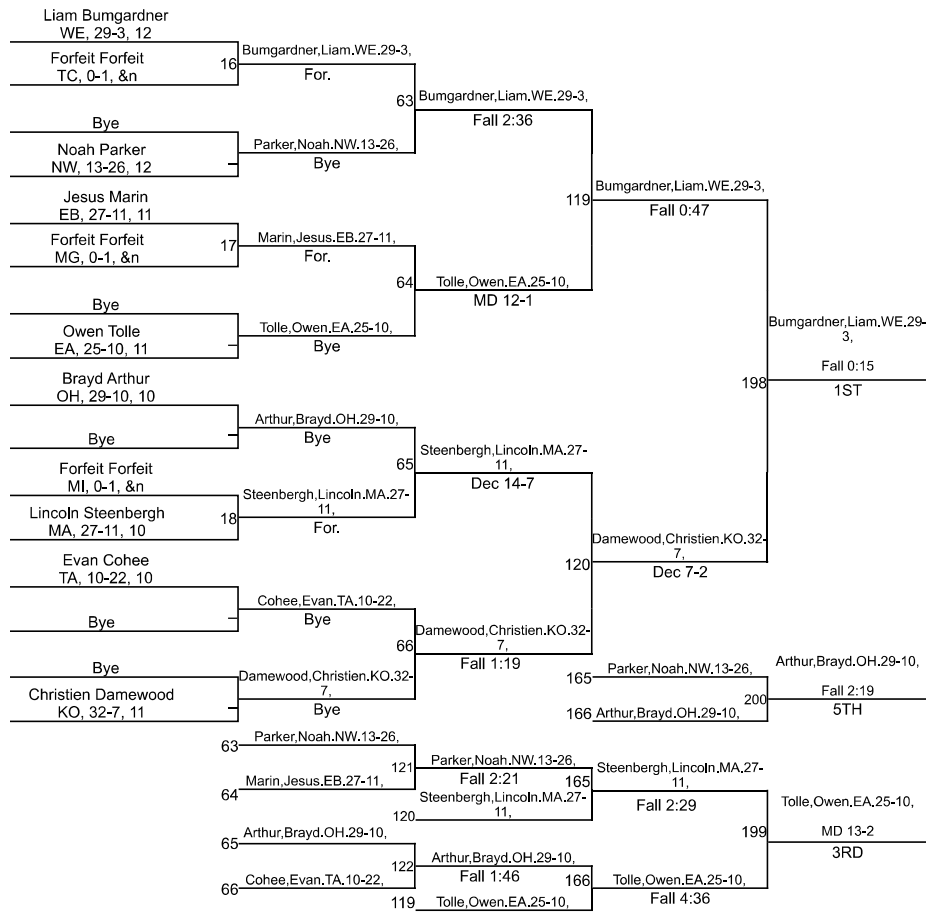 Liam Bumgardner
WE, 29-3, 12
Forfeit Forfeit
TC, 0-1, &n
16
Bumgardner,Liam.WE.29-3,
For.
Bye
Noah Parker
NW, 13-26, 12
Parker,Noah.NW.13-26,
Bye
63
Bumgardner,Liam.WE.29-3,
Fall 2:36
Jesus Marin
EB, 27-11, 11
Forfeit Forfeit
MG, 0-1, &n
17
Marin,Jesus.EB.27-11,
For.
Bye
Owen Tolle
EA, 25-10, 11
Tolle,Owen.EA.25-10,
Bye
64
Tolle,Owen.EA.25-10,
MD 12-1
119
Bumgardner,Liam.WE.29-3,
Fall 0:47
Brayd Arthur
OH, 29-10, 10
Bye
Arthur,Brayd.OH.29-10,
Bye
Forfeit Forfeit
MI, 0-1, &n
Lincoln Steenbergh
MA, 27-11, 10
18
Steenbergh,Lincoln.MA.27-
11,
For.
65
Steenbergh,Lincoln.MA.27-
11,
Dec 14-7
Evan Cohee
TA, 10-22, 10
Bye
Cohee,Evan.TA.10-22,
Bye
Bye
Christien Damewood
KO, 32-7, 11
Damewood,Christien.KO.32-
7,
Bye
66
Damewood,Christien.KO.32-
7,
Fall 1:19
120
Damewood,Christien.KO.32-
7,
Dec 7-2
198
Bumgardner,Liam.WE.29-
3,
Fall 0:15
1ST
165
Parker,Noah.NW.13-26,
166
Arthur,Brayd.OH.29-10,
200
Arthur,Brayd.OH.29-10,
Fall 2:19
5TH
63
Parker,Noah.NW.13-26,
64
Marin,Jesus.EB.27-11,
121
Parker,Noah.NW.13-26,
Fall 2:21
120
Steenbergh,Lincoln.MA.27-
11,
165
Steenbergh,Lincoln.MA.27-
11,
Fall 2:29
65
Arthur,Brayd.OH.29-10,
66
Cohee,Evan.TA.10-22,
122
Arthur,Brayd.OH.29-10,
Fall 1:46
119
Tolle,Owen.EA.25-10,
166
Tolle,Owen.EA.25-10,
Fall 4:36
199
Tolle,Owen.EA.25-10,
MD 13-2
3RD